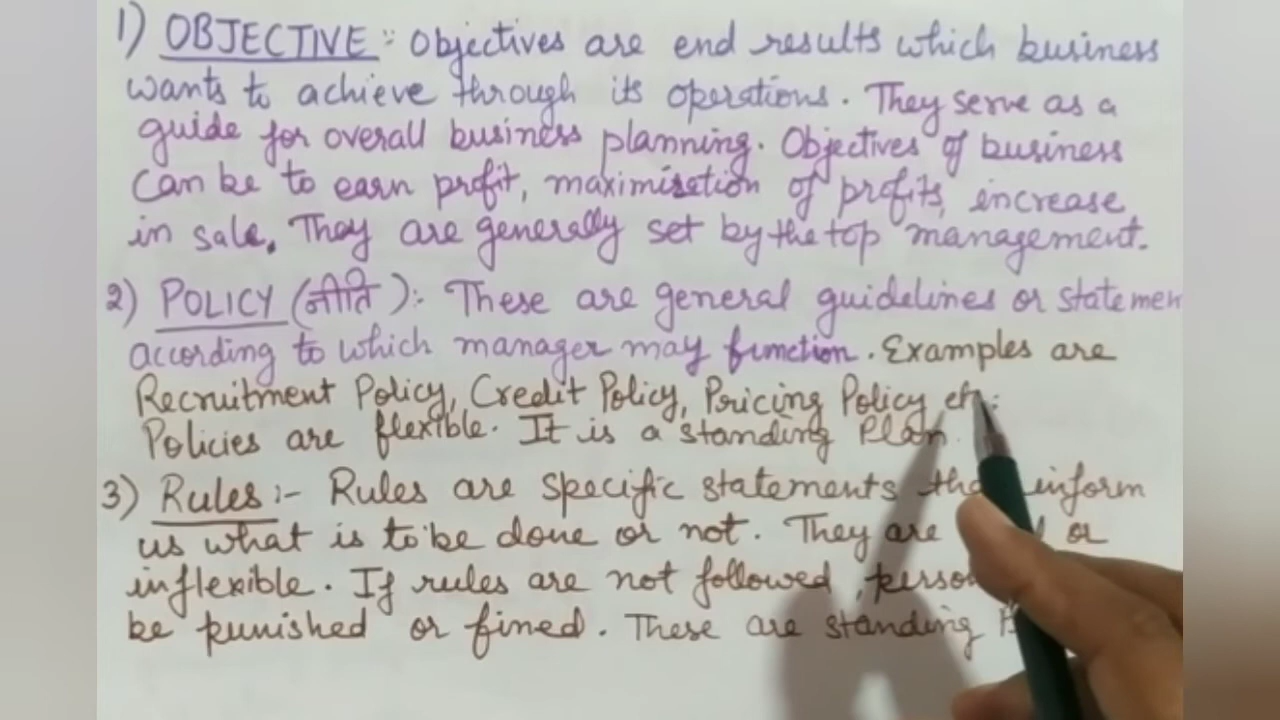 1) OBJECTIVE :- Objectives are end results which business
wants to achieve through its operations. They serve as a
guide for overall business planning. Objectives of business
can be to earn profit, maximisation of profits, increase
in sale. They are generally set by the top management.
2) POLICY (नीति) :- These are general guidelines or statemen
according to which manager may function. Examples are
Recruitment Policy, Credit Policy, Pricing Policy etc.
Policies are flexible. It is a standing Plan.
3) Rules :- Rules are specific statements that inform
us what is to be done or not. They are or
inflexible. If rules are not followed, person
be punished or fined. These are standing